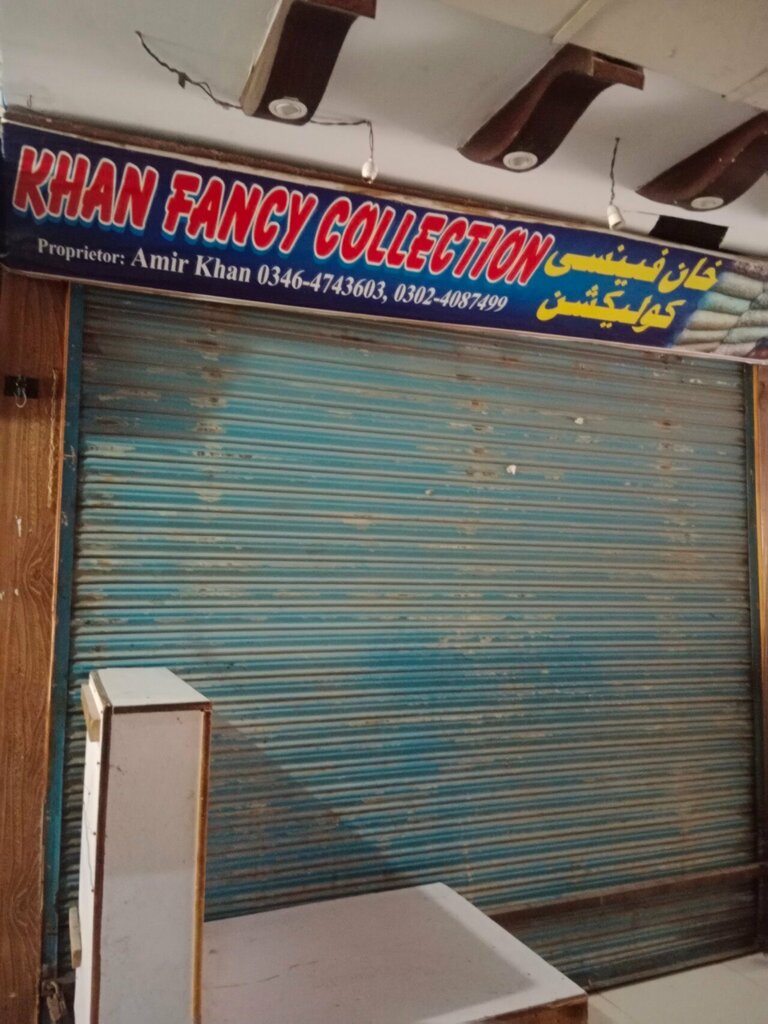 KHAN FANCY COLLECTION
Proprietor: Amir Khan 0346-4743603, 0302-4087499
خان فینسی
کولیکشن